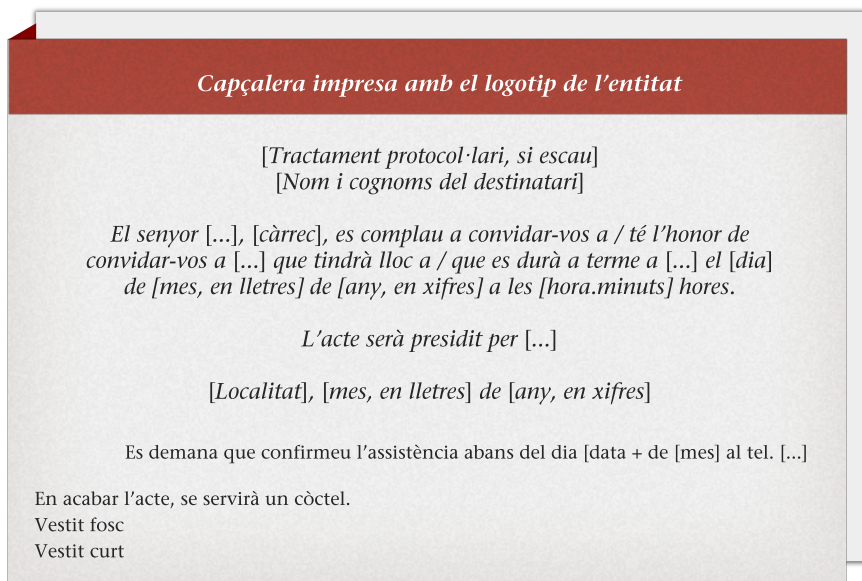 Capçalera impresa amb el logotip de l’entitat
[Tractament protocol·lari, si escau]
[Nom i cognoms del destinatari]
El senyor [...], [càrrec], es complau a convidar-vos a / té l’honor de
convidar-vos a [...] que tindrà lloc a / que es durà a terme a [...] el [dia]
de [mes, en lletres] de [any, en xifres] a les [hora.minuts] hores.
L’acte serà presidit per [...]
[Localitat], [mes, en lletres] de [any, en xifres]
Es demana que confirmeu l’assistència abans del dia [data + de [mes] al tel. [...]
En acabar l’acte, se servirà un còctel.
Vestit fosc
Vestit curt